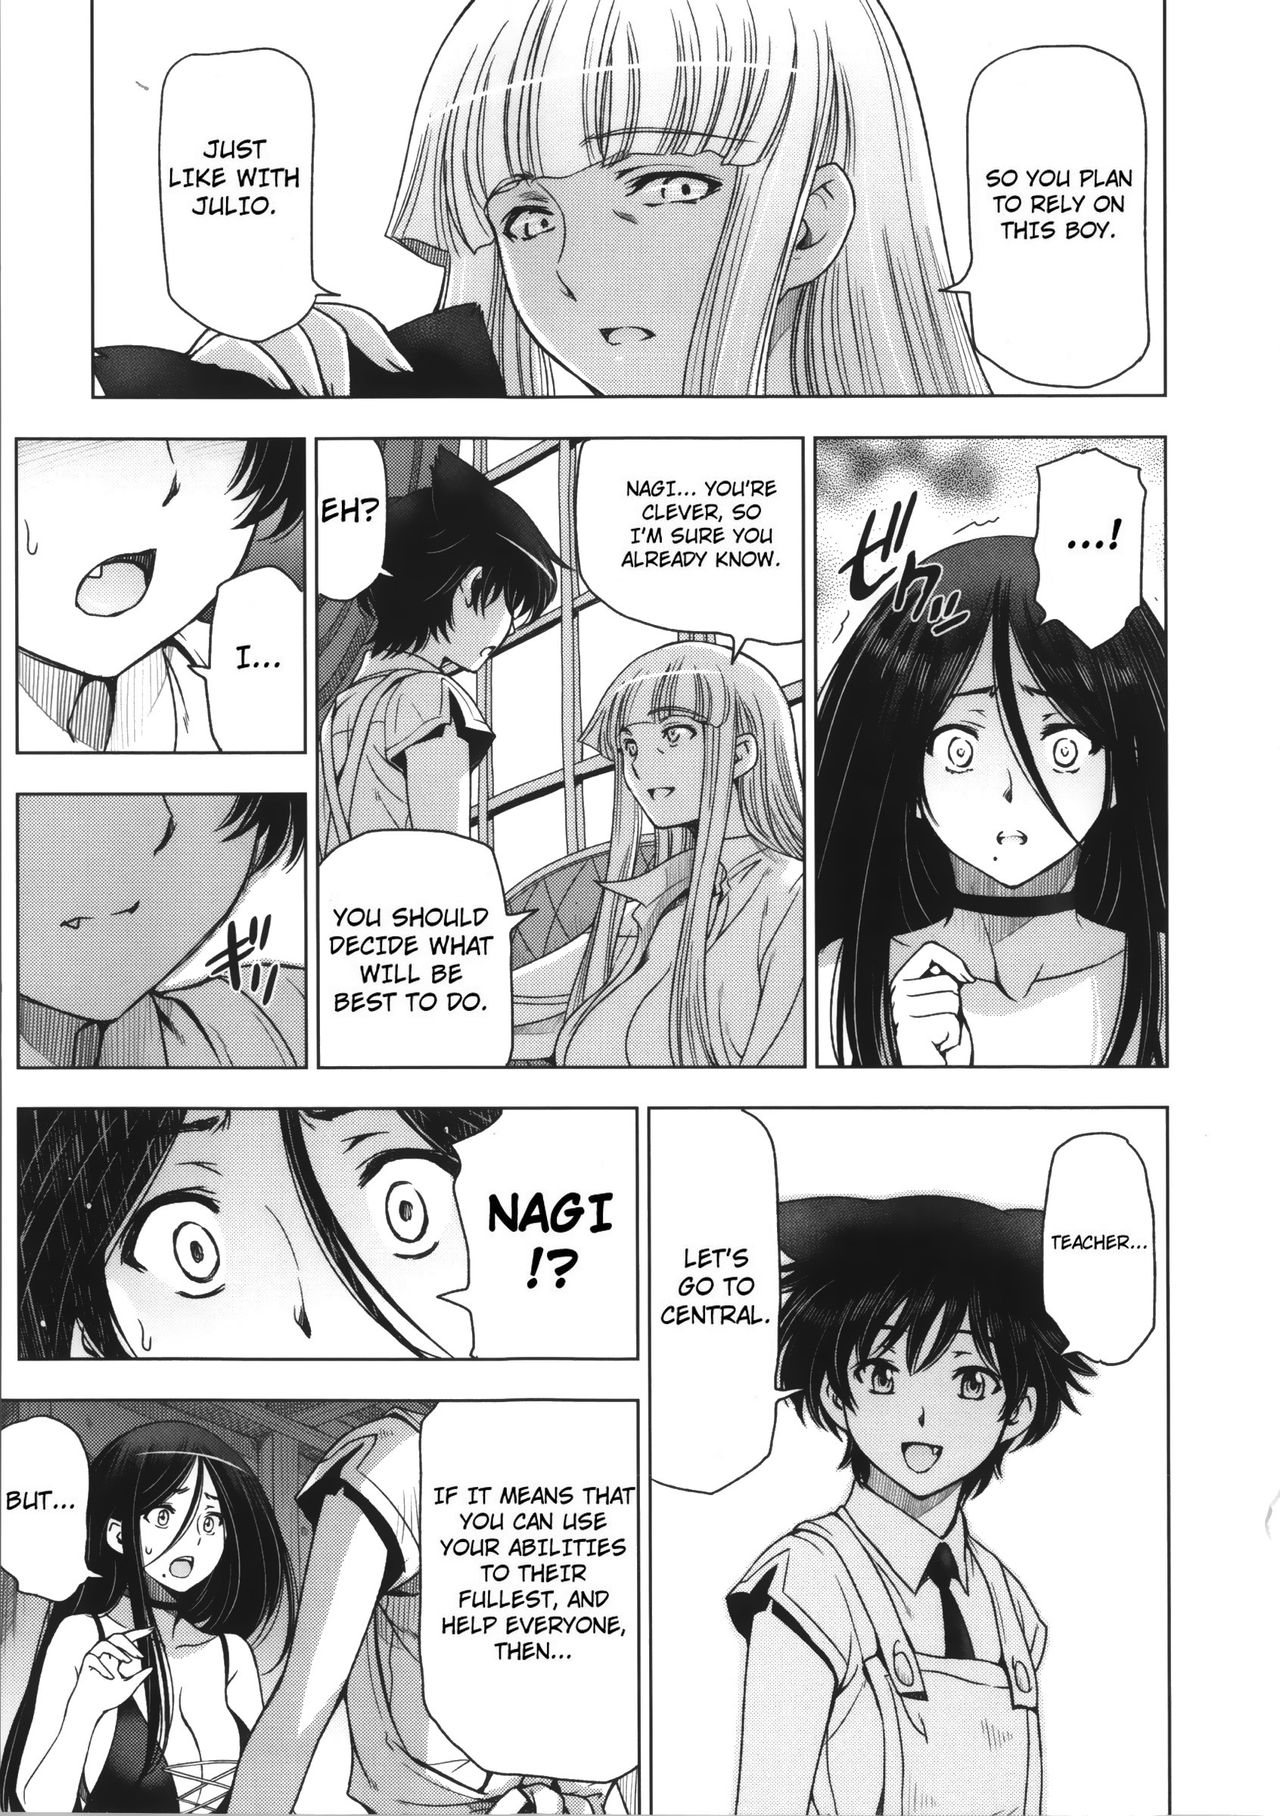 SO YOU PLAN
TO RELY ON
THIS BOY.
JUST
LIKE WITH
JULIO.
...!
ビクッ
NAGI... YOU'RE
CLEVER, SO
I'M SURE YOU
ALREADY KNOW.
EH?
YOU SHOULD
DECIDE WHAT
WILL BE
BEST TO DO.
I...
ギュッ
TEACHER...
LET'S
GO TO
CENTRAL.
NAGI
!?
IF IT MEANS THAT
YOU CAN USE
YOUR ABILITIES
TO THEIR
FULLEST, AND
HELP EVERYONE,
THEN...
BUT...